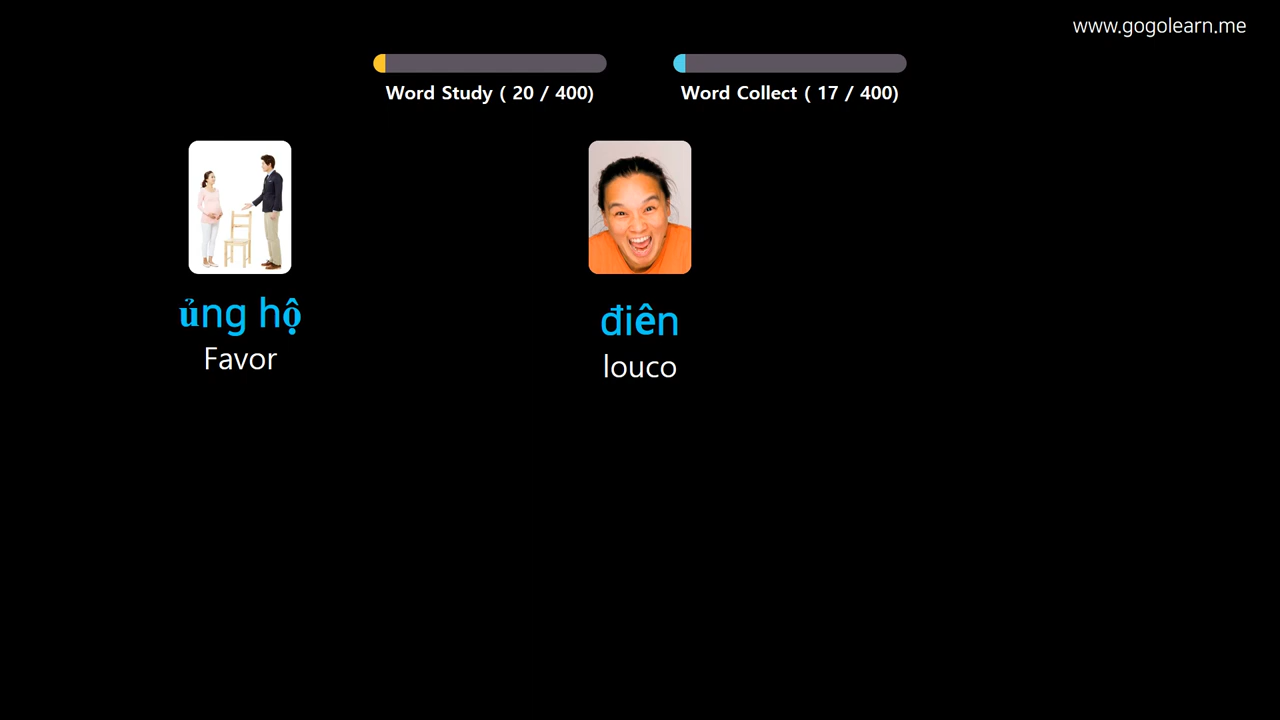 www.gogolearn.me
Word Study ( 20 / 400)
Word Collect ( 17 / 400)
ủng hộ
Favor
điên
louco